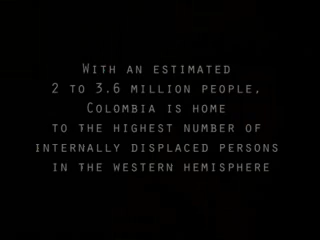 With an estimated
2 to 3.6 million people,
Colombia is home
to the highest number of
internally displaced persons
in the western hemisphere